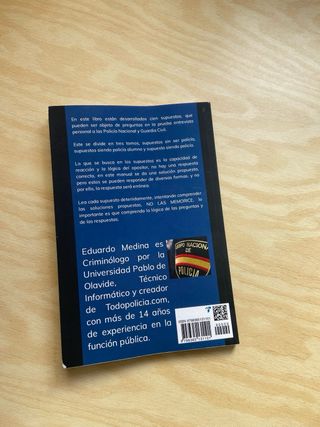 En este libro están desarrollados cien supuestos, que
pueden ser objeto de preguntas en la prueba entrevista
personal a las Policía Nacional y Guardia Civil.
Este se divide en tres tomos, supuestos sin ser policía,
supuestos siendo policía alumno y supuesto siendo policía.
Lo que se busca en los supuestos es la capacidad de
reacción y la lógica del opositor, no hay una respuesta
correcta, en este manual se da una solución propuesta,
pero estos se pueden responder de diversas formas, y no
por ello, la respuesta será errónea.
Lea cada supuesto detenidamente, intentando comprender
las soluciones propuestas, NO LAS MEMORICE, lo
importante es que comprenda la lógica de las preguntas y
de las respuestas.
Eduardo Medina es
Criminólogo por la
Universidad Pablo de
Olavide, Técnico
Informático y creador
de Todopolicia.com,
con más de 14 años
de experiencia en la
función pública.
CUERPO NACIONAL
DE
POLICÍA